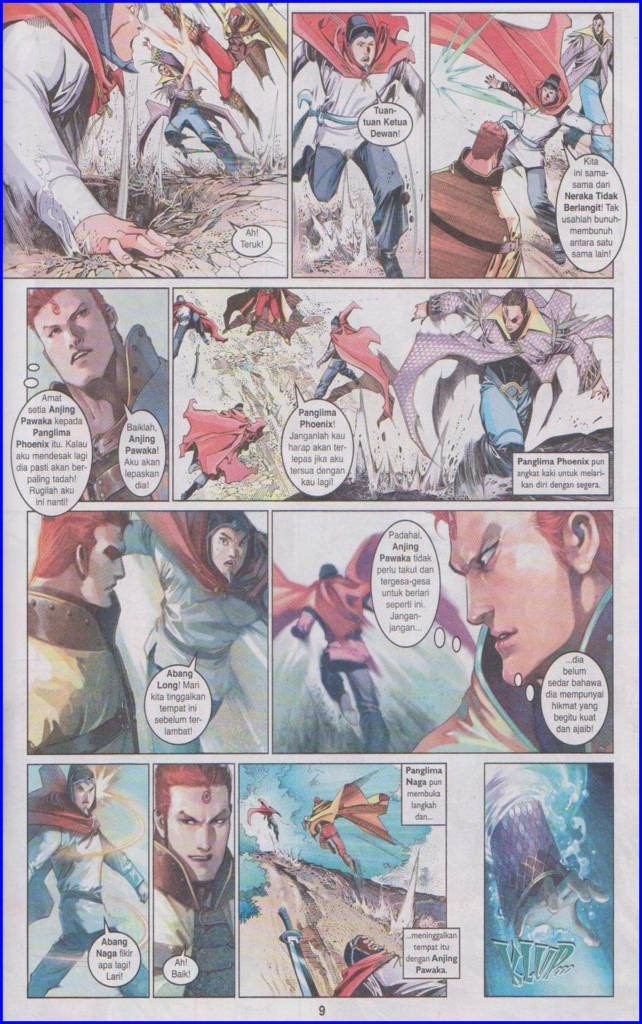 Ah!
Teruk!
Tuan-
tuan Ketua
Dewan!
Kita
ini sama-
sama dari
Neraka Tidak
Berlangit! Tak
usahlah bunuh-
membunuh
antara satu
sama lain!
Amat
setia Anjing
Pawaka kepada
Panglima
Phoenix itu. Kalau
aku mendesak lagi
dia pasti akan ber-
paling tadah!
Rugilah aku
ini nanti!
Baiklah,
Anjing
Pawaka!
Aku akan
lepaskan
dia!
Panglima
Phoenix!
Janganlah kau
harap akan ter-
lepas jika aku
tersua dengan
kau lagi!
Panglima Phoenix pun
angkat kaki untuk melari-
kan diri dengan segera.
Abang
Long! Mari
kita tinggalkan
tempat ini
sebelum ter-
lambat!
Padahal,
Anjing
Pawaka tidak
perlu takut dan
tergesa-gesa
untuk berlari
seperti ini.
Jangan-
jangan...
...dia
belum
sedar bahawa
dia mempunyai
hikmat yang
begitu kuat
dan ajaib!
Abang
Naga fikir
apa lagi!
Lari!
Ah!
Baik!
Panglima
Naga pun
membuka
langkah
dan...
...meninggalkan
tempat itu
dengan Anjing
Pawaka.
KLUP...
9